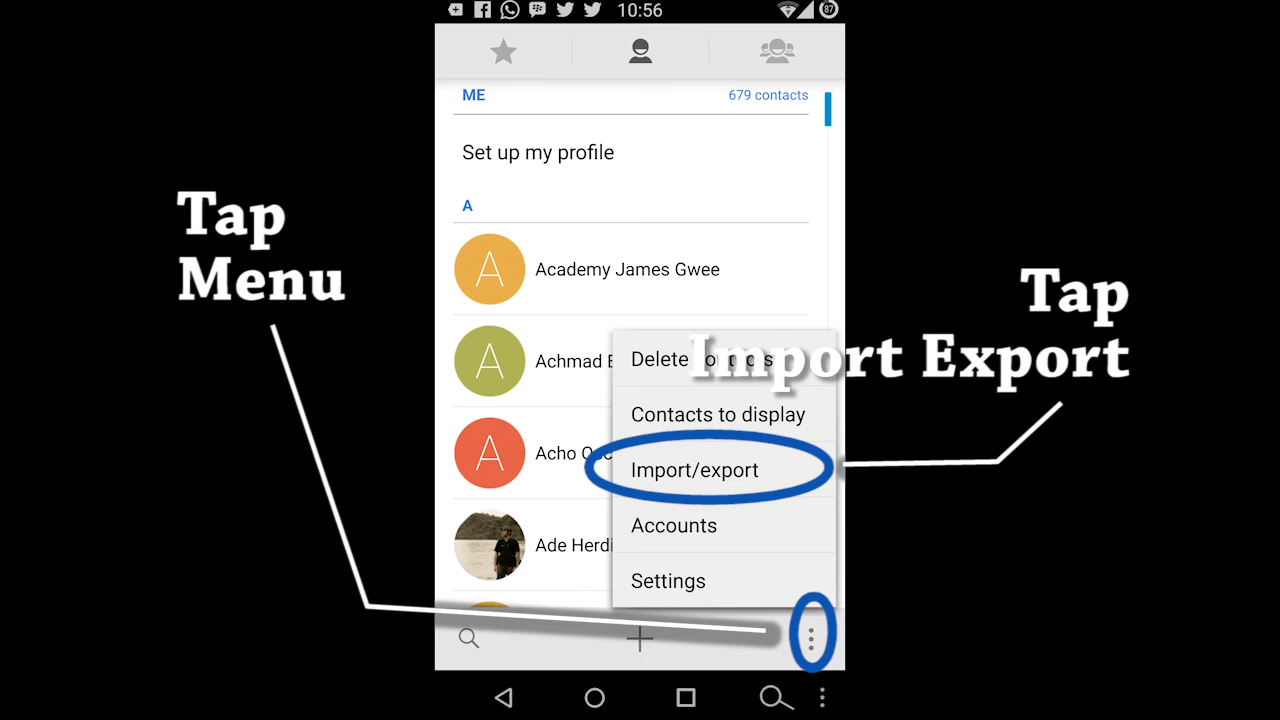 10:56
87
ME
679 contacts
Set up my profile
A
Tap
Menu
A
Academy James Gwee
Tap
Import Export
A
Achmad
Delete
Contacts to display
A
Acho
Import/export
Accounts
Ade Herdi
Settings